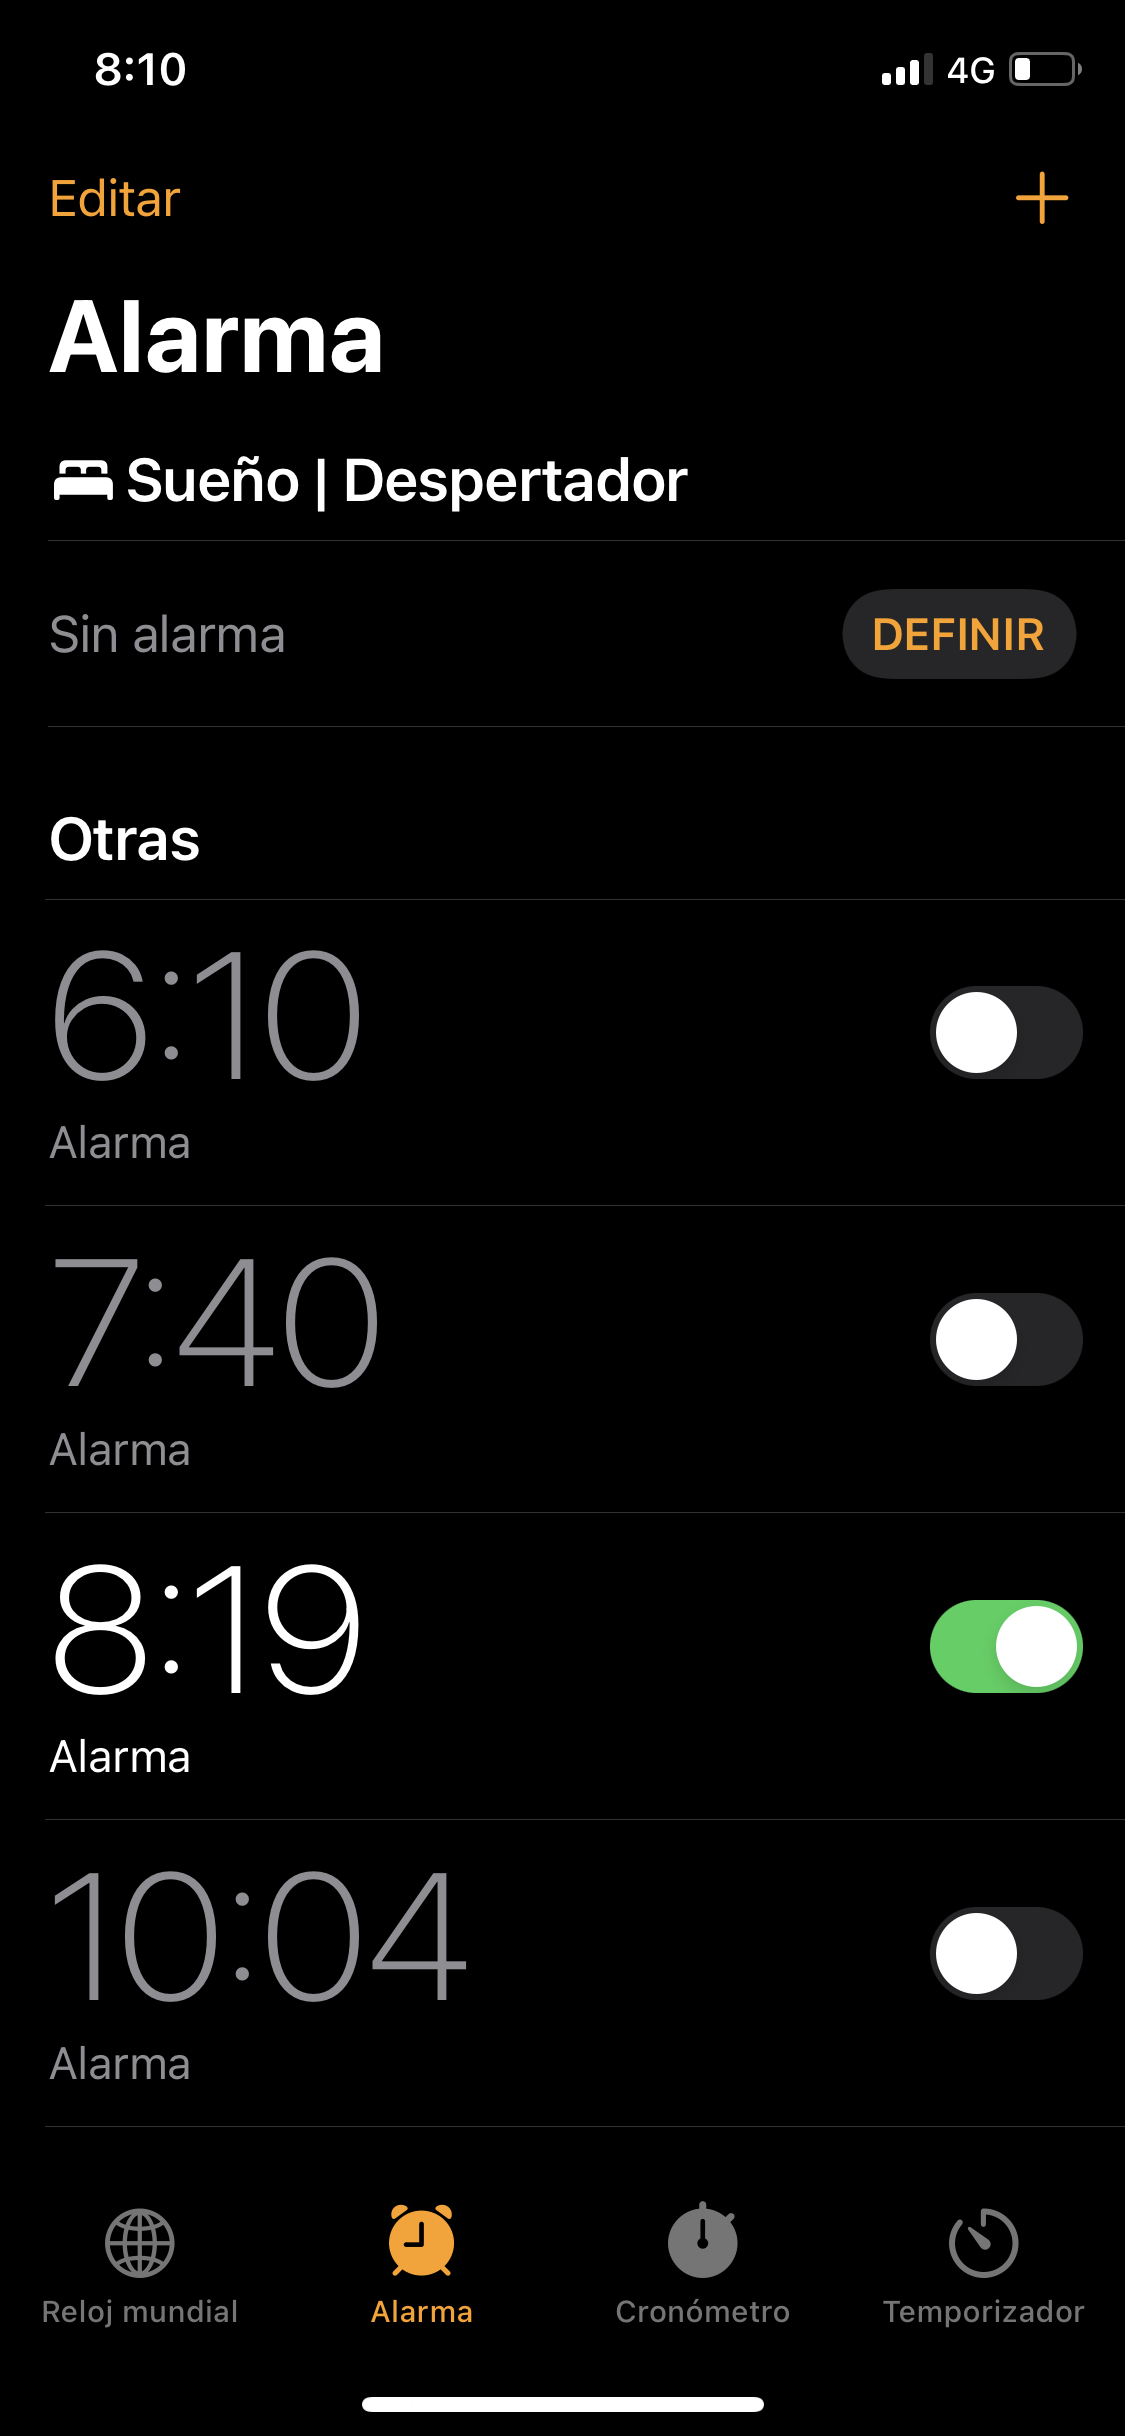 8:10 4G
Editar +
Alarma
Sueño | Despertador
Sin alarma DEFINIR
Otras
6:10
Alarma
7:40
Alarma
8:19
Alarma
10:04
Alarma
Reloj mundial Alarma Cronómetro Temporizador